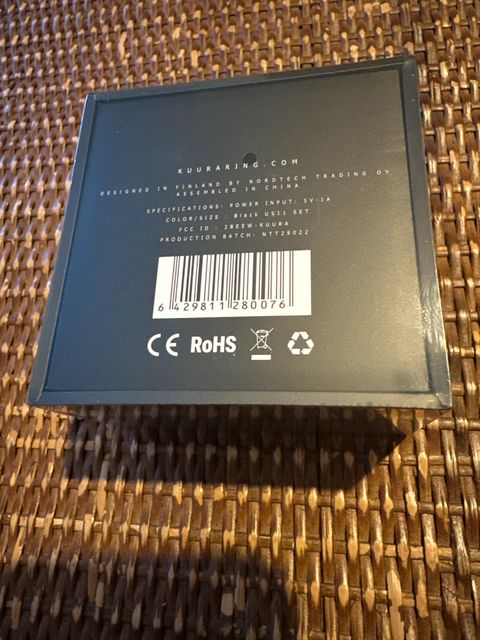 KUURARING.COM
DESIGNED IN FINLAND BY NORDTECH TRADING OY
ASSEMBLED IN CHINA
SPECIFICATIONS: POWER INPUT: 5V-1A
COLOR/SIZE : Black US11 SET
FCC ID : 2BEEW-KUURA
PRODUCTION BATCH: NTT29022
6 429811 280076
CE RoHS